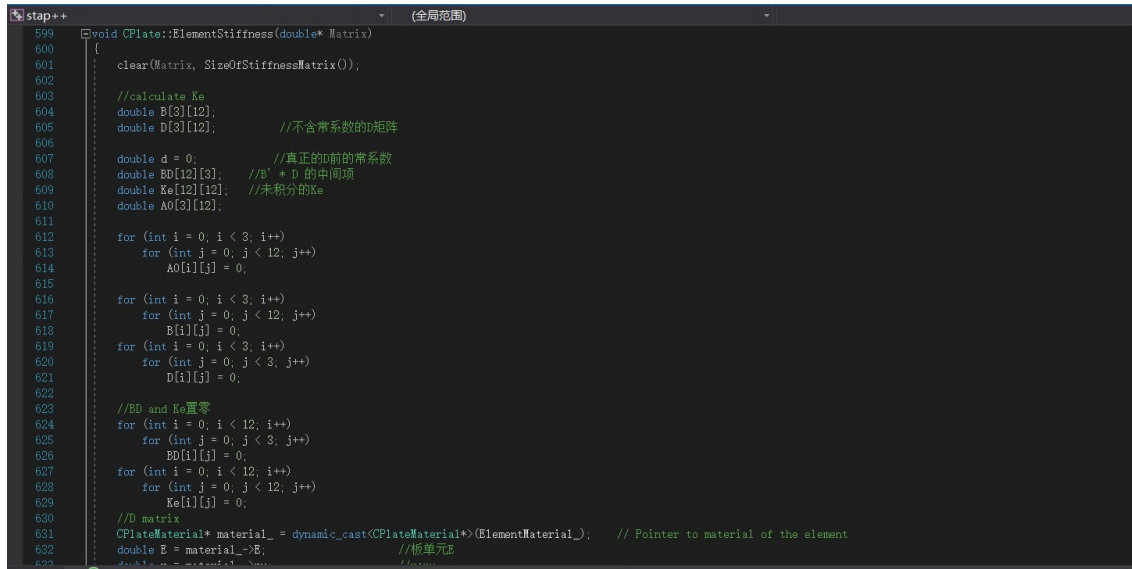 stap++ (全局范围)
599 void CPlate::ElementStiffness(double* Matrix)
600 {
601 clear(Matrix, SizeOfStiffnessMatrix());
602
603 //calculate Ke
604 double B[3][12];
605 double D[3][12]; //不含常系数的D矩阵
606
607 double d = 0; //真正的D前的常系数
608 double BD[12][3]; //B' * D 的中间项
609 double Ke[12][12]; //未积分的Ke
610 double A0[3][12];
611
612 for (int i = 0; i < 3; i++)
613 for (int j = 0; j < 12; j++)
614 A0[i][j] = 0;
615
616 for (int i = 0; i < 3; i++)
617 for (int j = 0; j < 12; j++)
618 B[i][j] = 0;
619 for (int i = 0; i < 3; i++)
620 for (int j = 0; j < 3; j++)
621 D[i][j] = 0;
622
623 //BD and Ke置零
624 for (int i = 0; i < 12; i++)
625 for (int j = 0; j < 3; j++)
626 BD[i][j] = 0;
627 for (int i = 0; i < 12; i++)
628 for (int j = 0; j < 12; j++)
629 Ke[i][j] = 0;
630 //D matrix
631 CPlateMaterial* material_ = dynamic_cast<CPlateMaterial*>(ElementMaterial_); // Pointer to material of the element
632 double E = material_->E; //板单元E